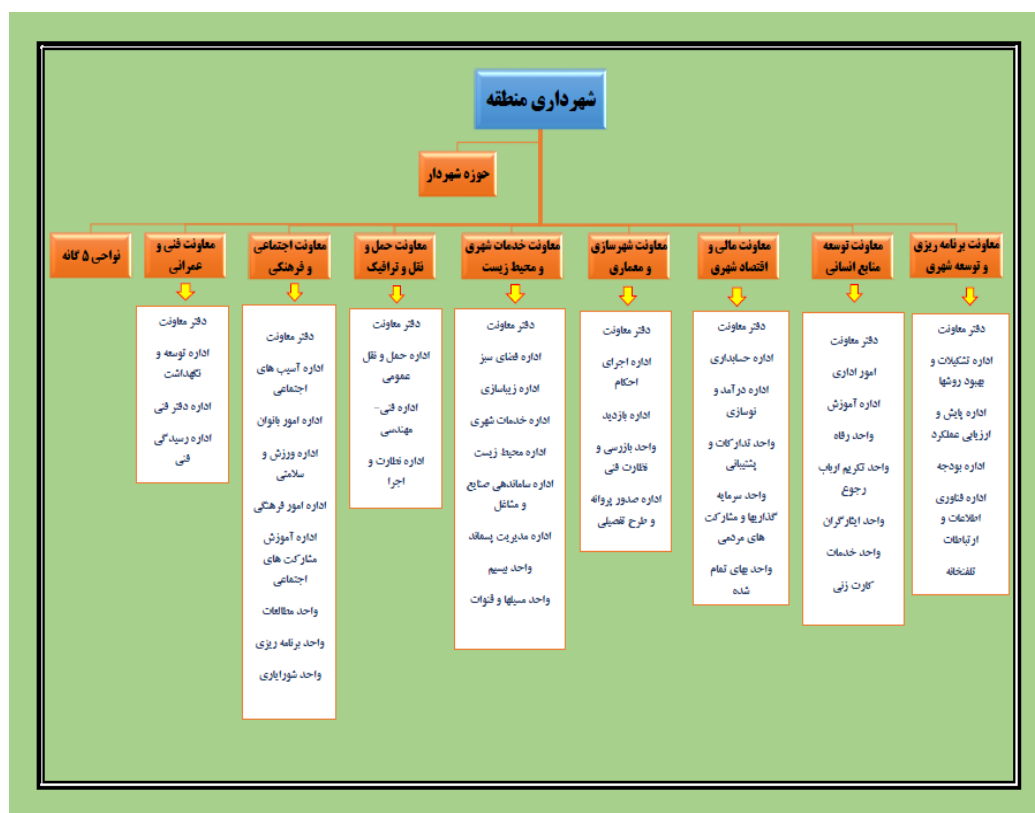 شهرداری منطقه
حوزه شهردار
معاونت برنامه ریزی
و توسعه شهری
دفتر معاونت
اداره تشکیلات و
بهبود روشها
اداره پایش و
ارزیابی عملکرد
اداره بودجه
اداره فناوری
اطلاعات و
ارتباطات
تلفنخانه
معاونت توسعه
منابع انسانی
دفتر معاونت
امور اداری
اداره آموزش
واحد رفاه
واحد تکریم ارباب
رجوع
واحد ایثارگران
واحد خدمات
کارت زنی
معاونت مالی و
اقتصاد شهری
دفتر معاونت
اداره حسابداری
اداره درآمد و
نوسازی
واحد تدارکات و
پشتیبانی
واحد سرمایه
گذاریها و مشارکت
های مردمی
واحد بهای تمام
شده
معاونت شهرسازی
و معماری
دفتر معاونت
اداره اجرای
احکام
اداره بازدید
واحد بازرسی و
نظارت فنی
اداره صدور پروانه
و طرح تفصیلی
معاونت خدمات شهری
و محیط زیست
دفتر معاونت
اداره فضای سبز
اداره زیباسازی
اداره خدمات شهری
اداره محیط زیست
اداره ساماندهی صنایع
و مشاغل
اداره مدیریت پسماند
واحد بیسیم
واحد مسیلها و قنوات
معاونت حمل و
نقل و ترافیک
دفتر معاونت
اداره حمل و نقل
عمومی
اداره فنی-
مهندسی
اداره نظارت و
اجرا
معاونت اجتماعی
و فرهنگی
دفتر معاونت
اداره آسیب های
اجتماعی
اداره امور بانوان
اداره ورزش و
سلامتی
اداره امور فرهنگی
اداره آموزش
مشارکت های
اجتماعی
واحد مطالعات
واحد برنامه ریزی
واحد شورایاری
معاونت فنی و
عمرانی
دفتر معاونت
اداره توسعه و
نگهداشت
اداره دفتر فنی
اداره رسیدگی
فنی
نواحی ۵ گانه